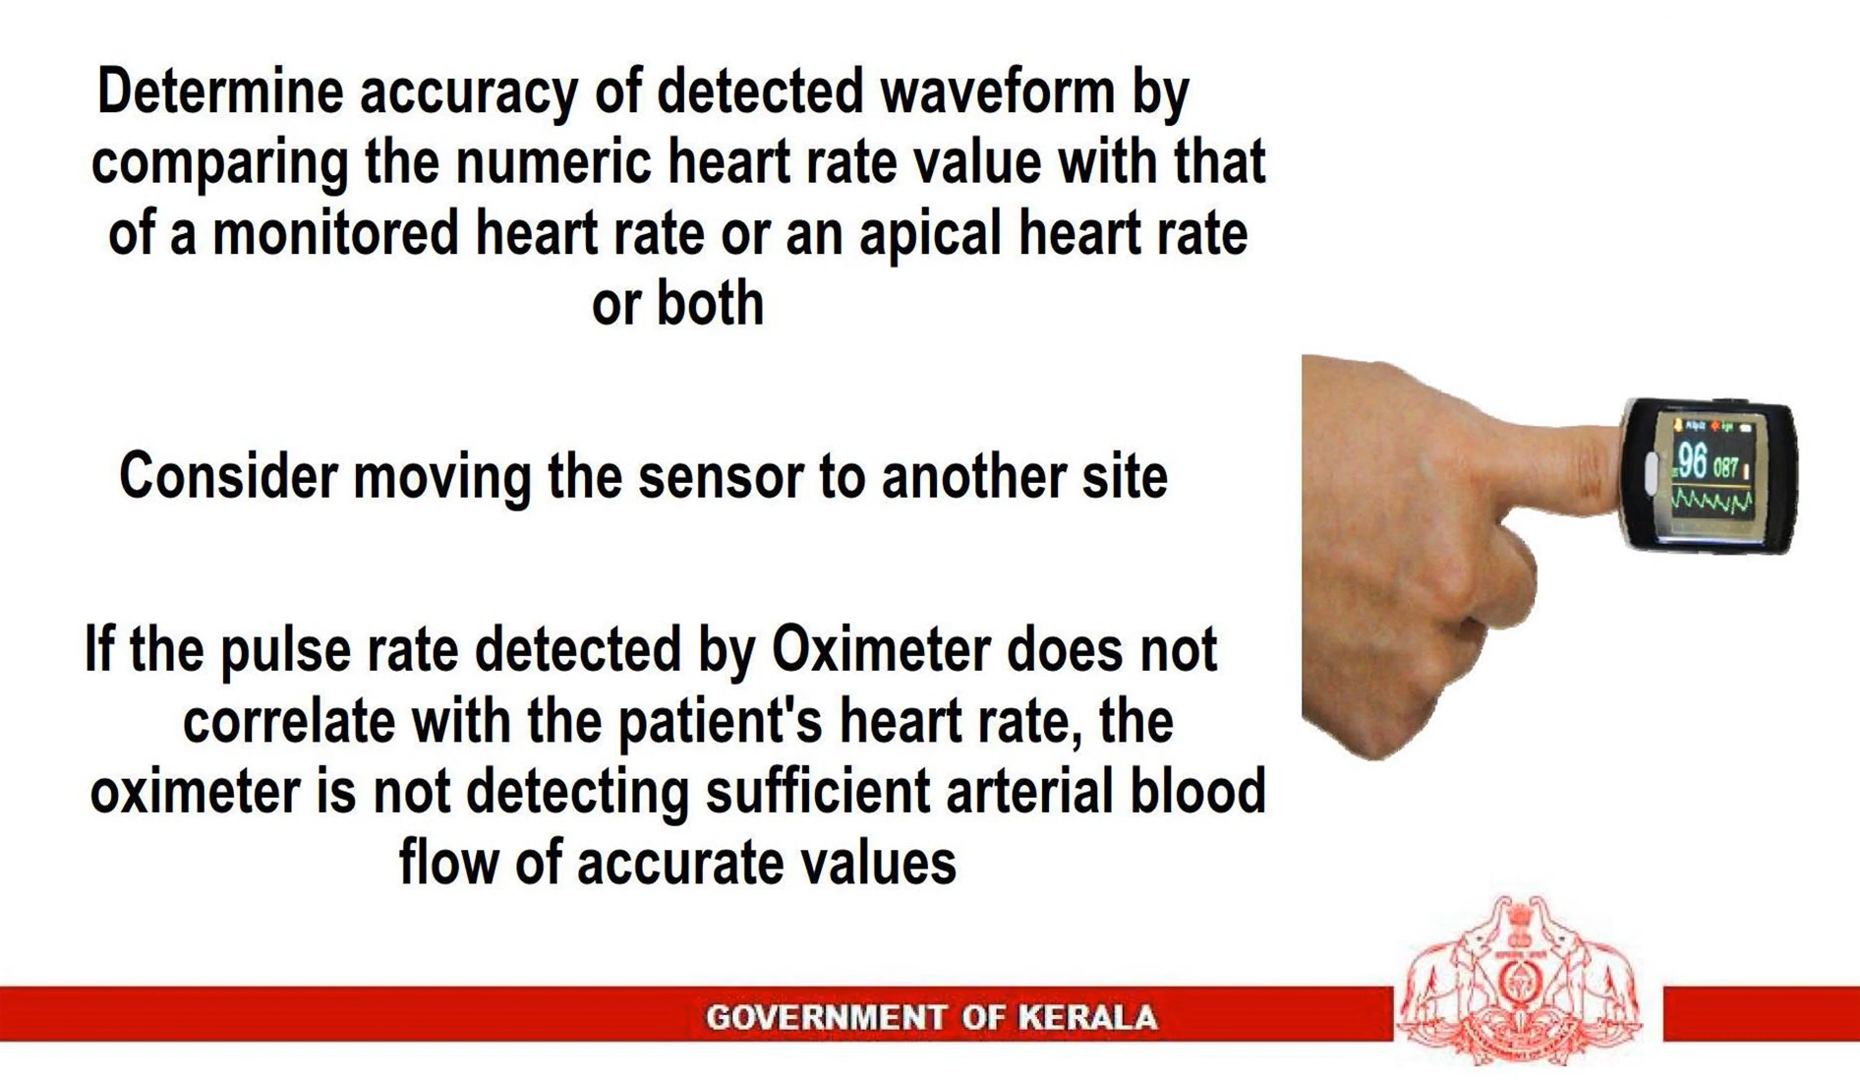 Determine accuracy of detected waveform by
comparing the numeric heart rate value with that
of a monitored heart rate or an apical heart rate
or both
Consider moving the sensor to another site
96 087
If the pulse rate detected by Oximeter does not
correlate with the patient's heart rate, the
oximeter is not detecting sufficient arterial blood
flow of accurate values
GOVERNMENT OF KERALA